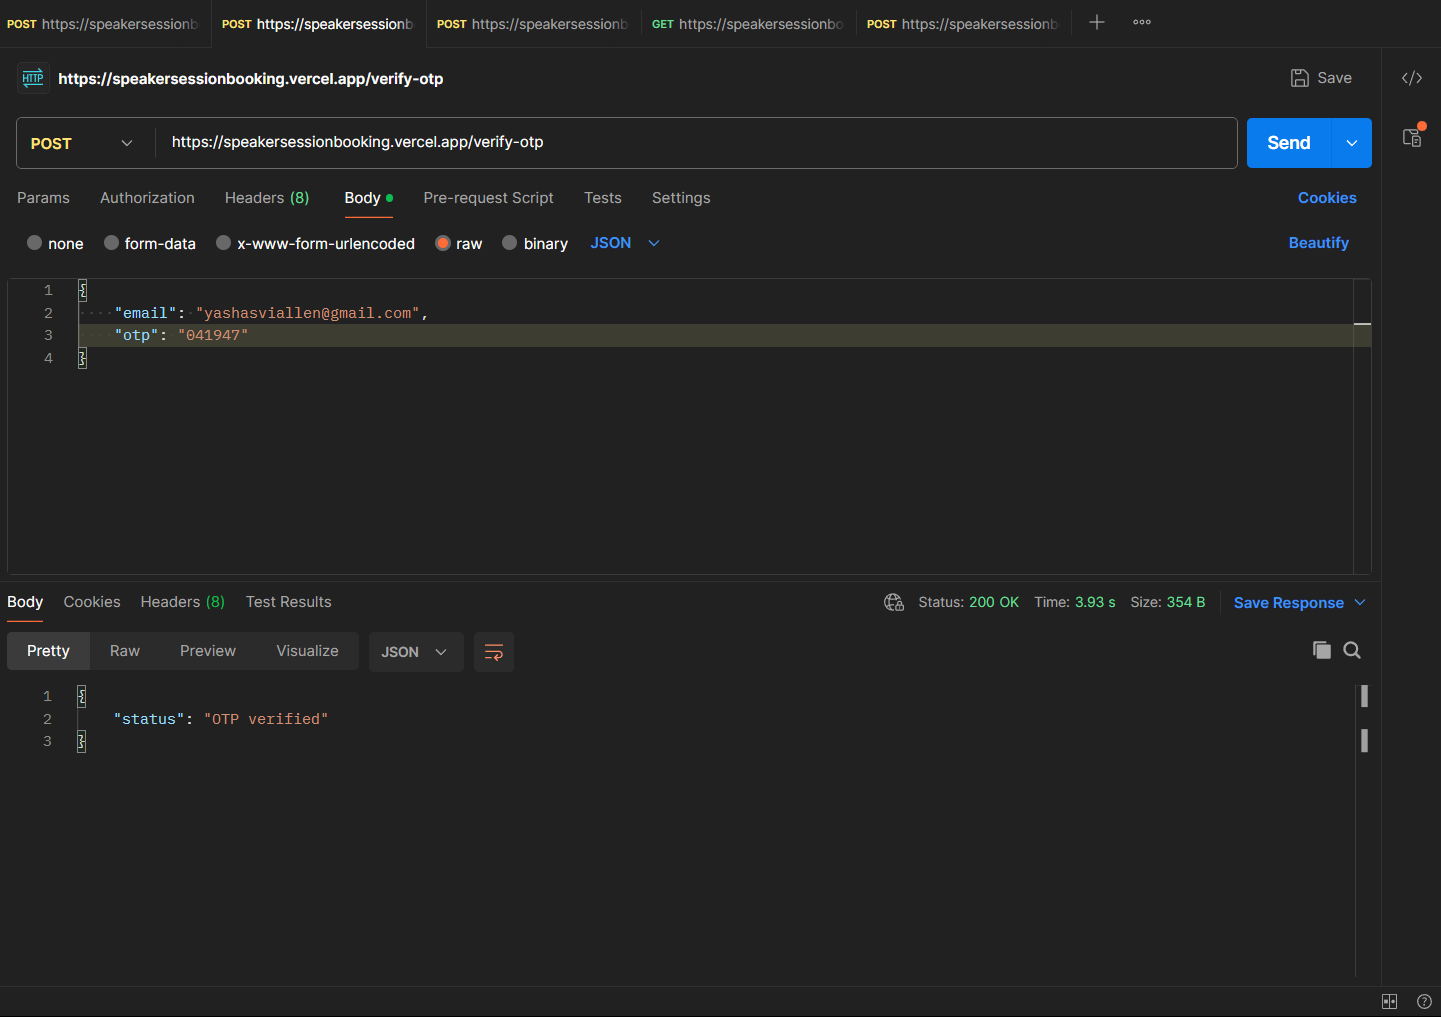 POST https://speakersessionb
POST https://speakersessionb
POST https://speakersessionb
GET https://speakersessionbo
POST https://speakersessionb
HTTP https://speakersessionbooking.vercel.app/verify-otp
Save
POST https://speakersessionbooking.vercel.app/verify-otp
Send
Params Authorization Headers (8) Body Pre-request Script Tests Settings Cookies
none form-data x-www-form-urlencoded raw binary JSON Beautify
1 {
2 "email": "yashasviallen@gmail.com",
3 "otp": "041947"
4 }
Body Cookies Headers (8) Test Results Status: 200 OK Time: 3.93 s Size: 354 B Save Response
Pretty Raw Preview Visualize JSON
1 {
2 "status": "OTP verified"
3 }